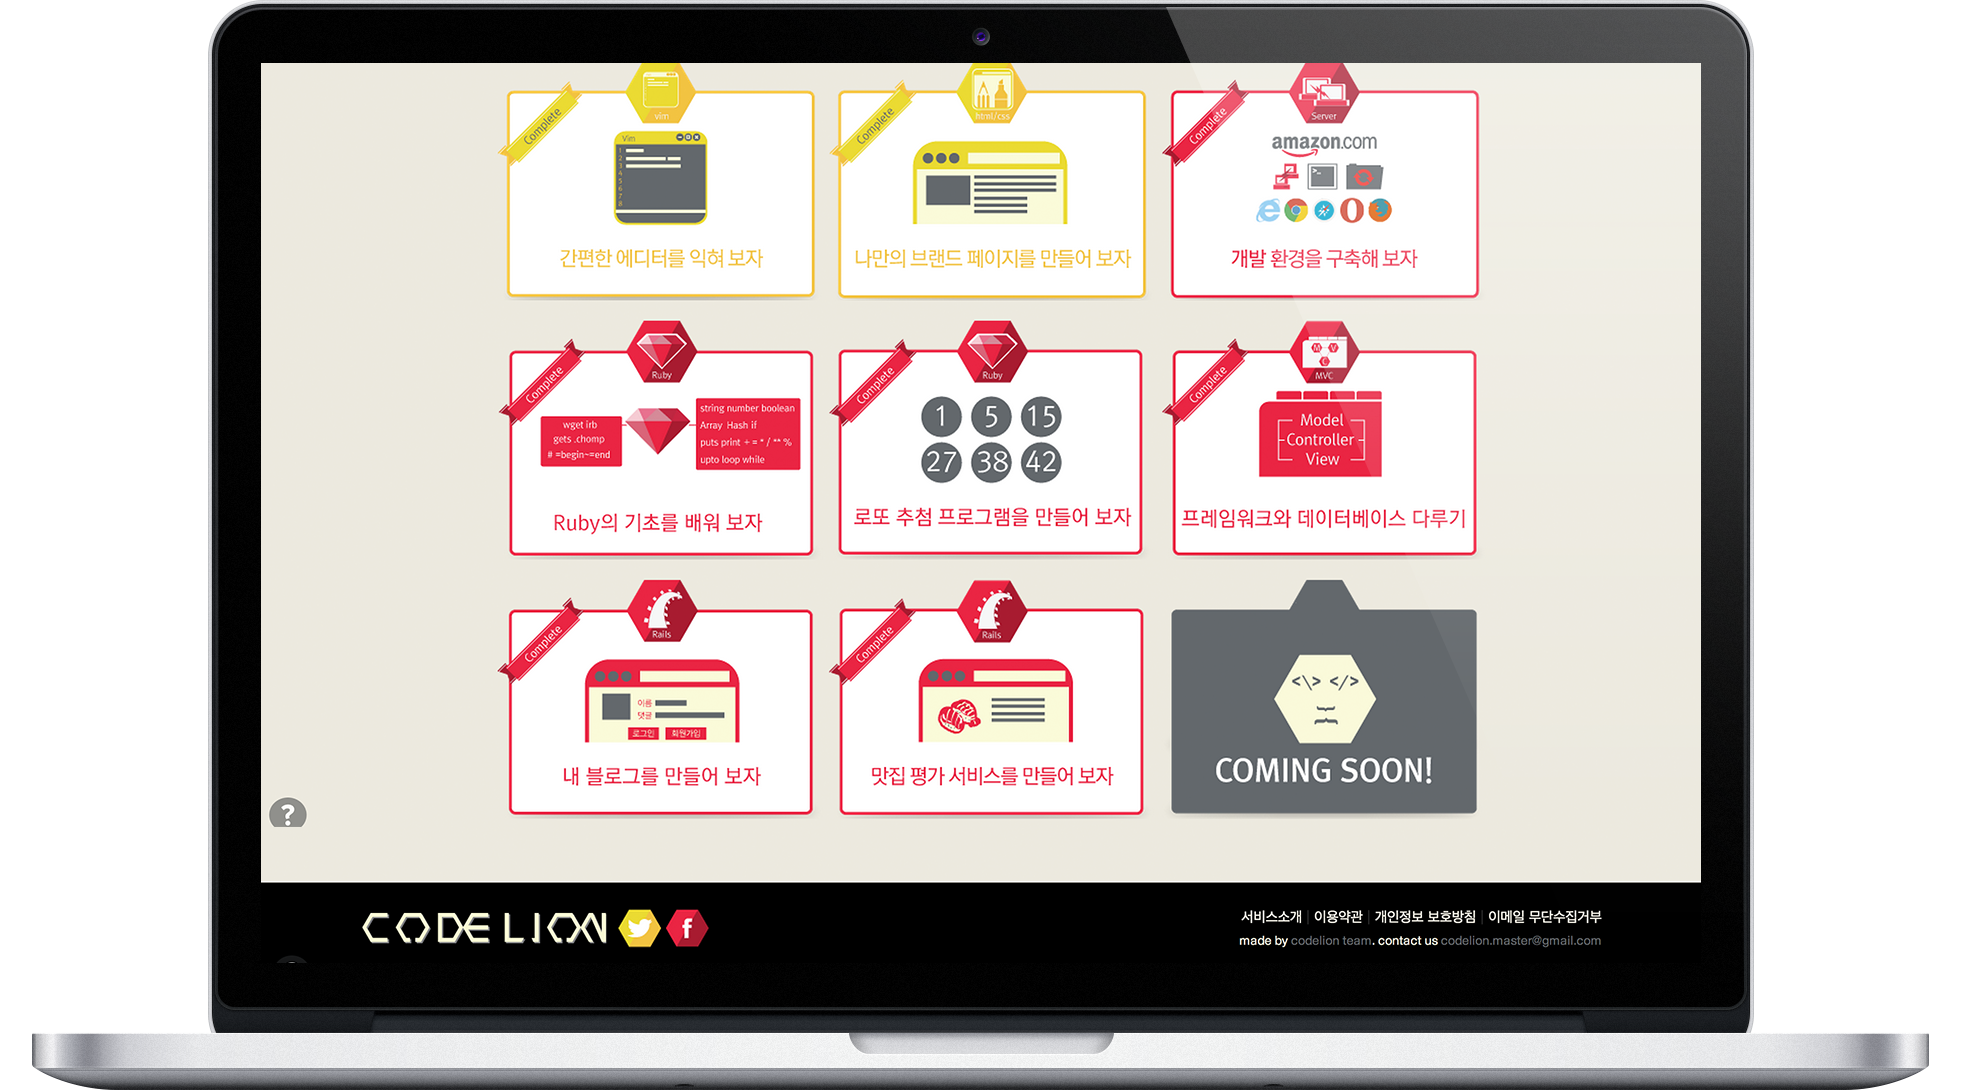 vim
html/css
Server
Complete
Complete
Complete
Vim
1
2
3
4
5
6
7
8
amazon.com
간편한 에디터를 익혀 보자
나만의 브랜드 페이지를 만들어 보자
개발 환경을 구축해 보자
Ruby
Ruby
M V
C
MVC
Complete
Complete
Complete
wget irb
gets .chomp
# =begin~=end
string number boolean
Array Hash if
puts print + = * / ** %
upto loop while
1 5 15
27 38 42
Model
Controller
View
Ruby의 기초를 배워 보자
로또 추첨 프로그램을 만들어 보자
프레임워크와 데이터베이스 다루기
Rails
Rails
Complete
Complete
이름
댓글
로그인 회원가입
<\> </>
내 블로그를 만들어 보자
맛집 평가 서비스를 만들어 보자
COMING SOON!
?
CODE LION
f
서비스소개 | 이용약관 | 개인정보 보호방침 | 이메일 무단수집거부
made by codelion team. contact us codelion.master@gmail.com